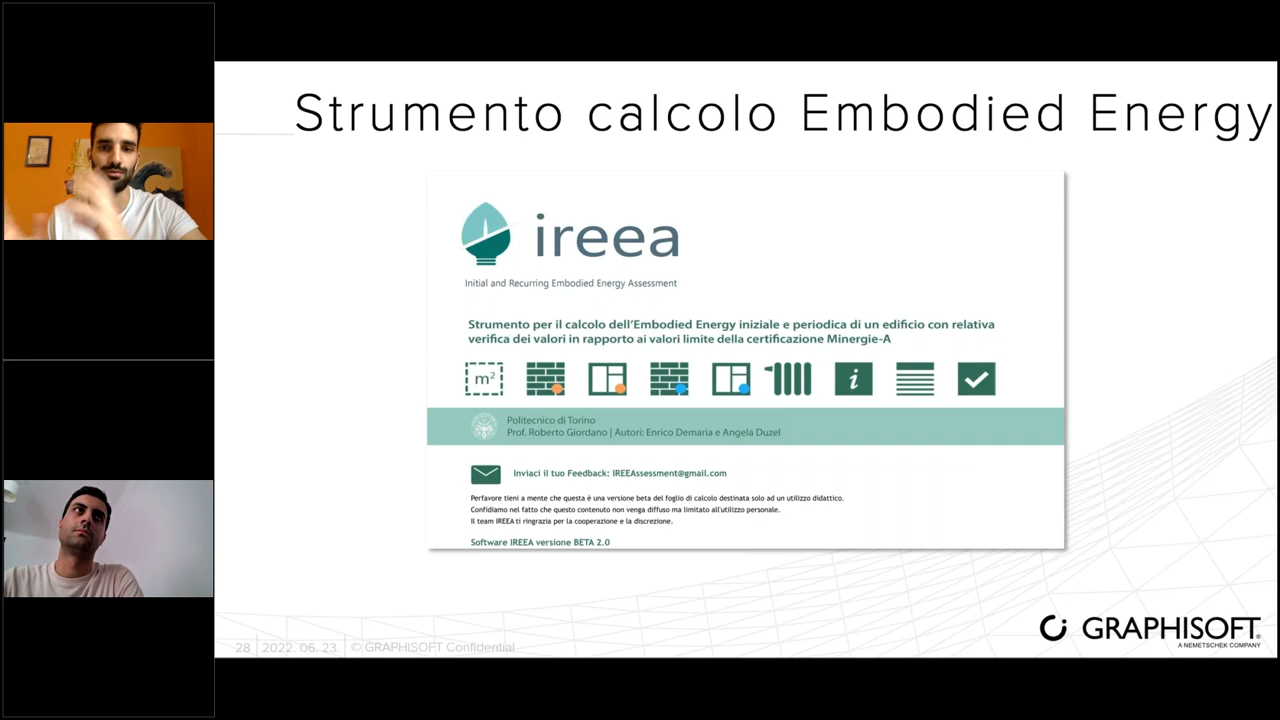 Strumento calcolo Embodied Energy
ireea
Initial and Recurring Embodied Energy Assessment
Strumento per il calcolo dell'Embodied Energy iniziale e periodica di un edificio con relativa
verifica dei valori in rapporto ai valori limite della certificazione Minergie-A
m²
i
Politecnico di Torino
Prof. Roberto Giordano | Autori: Enrico Demaria e Angela Duzel
Inviaci il tuo Feedback: IREEAssessment@gmail.com
Perfavore tieni a mente che questa è una versione beta del foglio di calcolo destinata solo ad un utilizzo didattico.
Confidiamo nel fatto che questo contenuto non venga diffuso ma limitato all'utilizzo personale.
Il team IREEA ti ringrazia per la cooperazione e la discrezione.
Software IREEA versione BETA 2.0
28 | 2022. 06. 23. | © GRAPHISOFT Confidential
GRAPHISOFT®
A NEMETSCHEK COMPANY